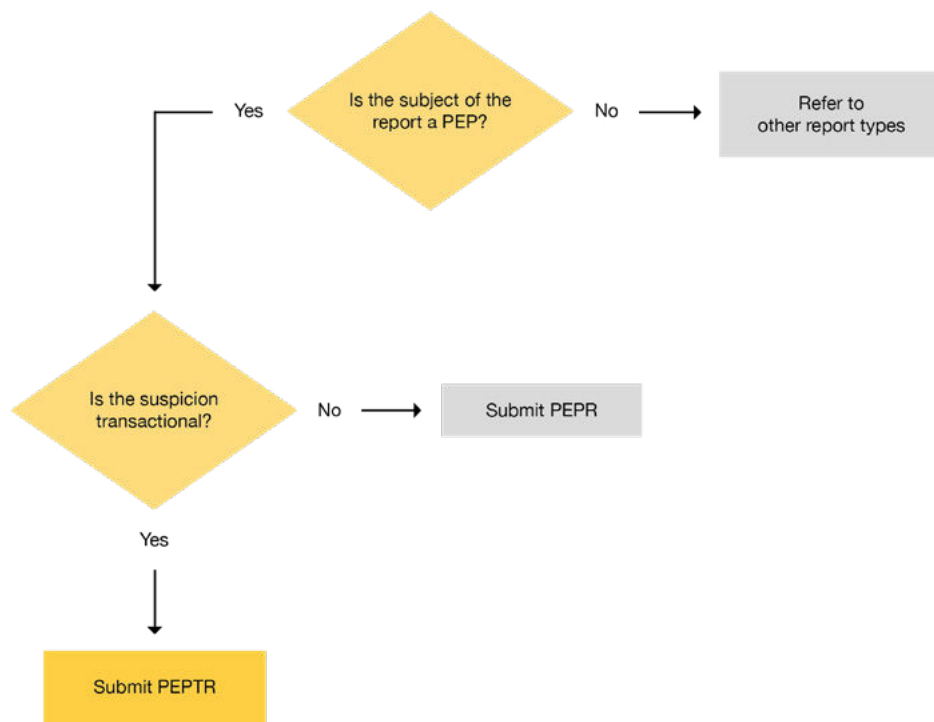 Is the subject of the
report a PEP?
Yes
No
Refer to
other report types
Is the suspicion
transactional?
No
Submit PEPR
Yes
Submit PEPTR